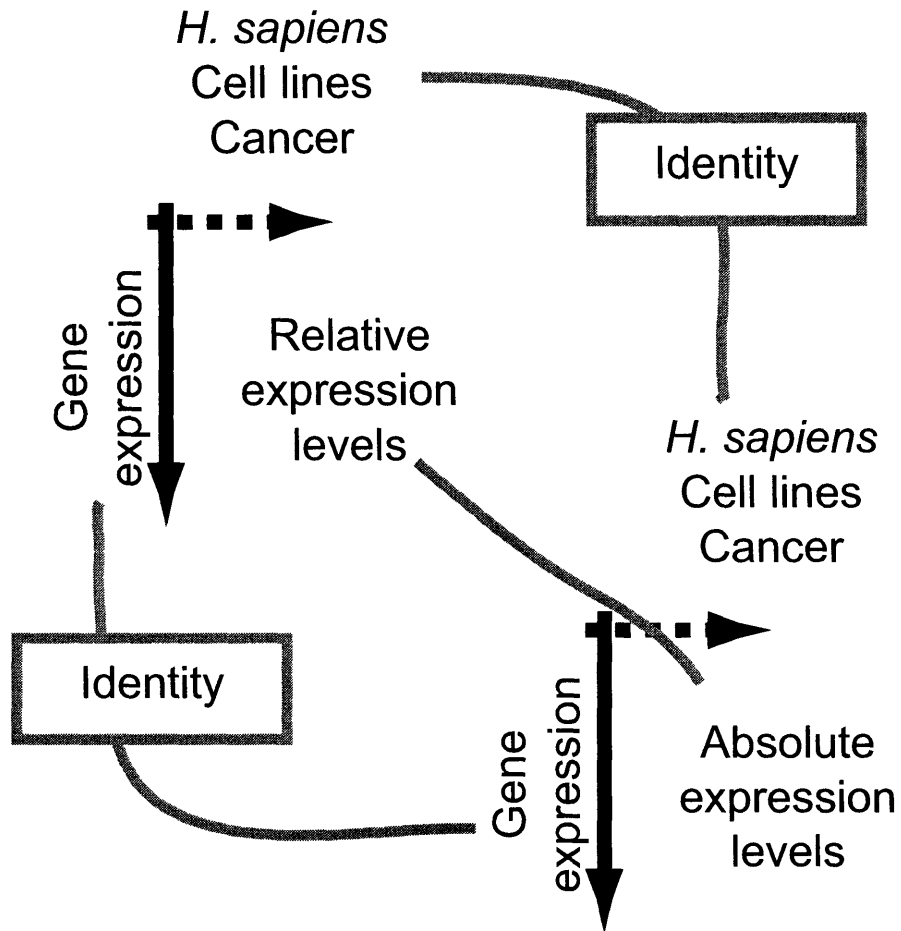 H. sapiens
Cell lines
Cancer
Identity
Gene
expression
Relative
expression
levels
H. sapiens
Cell lines
Cancer
Identity
Gene
expression
Absolute
expression
levels